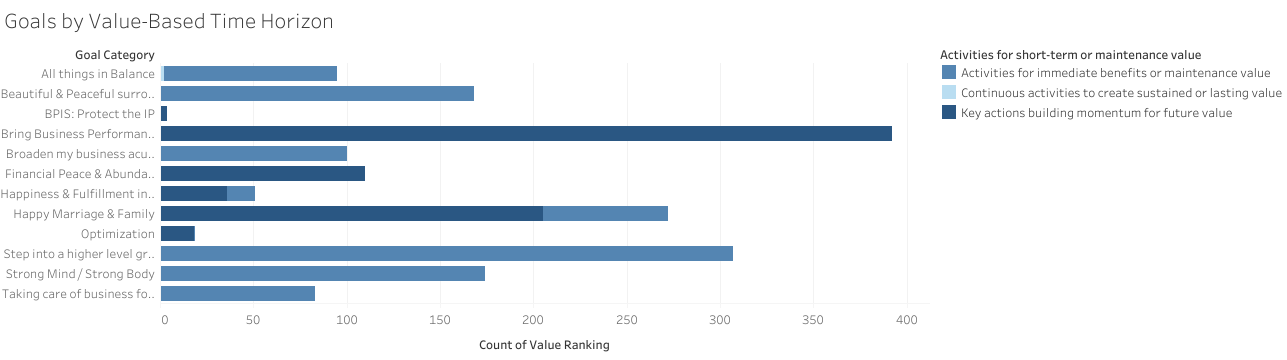 Goals by Value-Based Time Horizon
Goal Category
All things in Balance
Beautiful & Peaceful surro..
BPIS: Protect the IP
Bring Business Performan..
Broaden my business acu..
Financial Peace & Abunda..
Happiness & Fulfillment in..
Happy Marriage & Family
Optimization
Step into a higher level gr..
Strong Mind / Strong Body
Taking care of business fo..
0 50 100 150 200 250 300 350 400
Count of Value Ranking
Activities for short-term or maintenance value
Activities for immediate benefits or maintenance value
Continuous activities to create sustained or lasting value
Key actions building momentum for future value